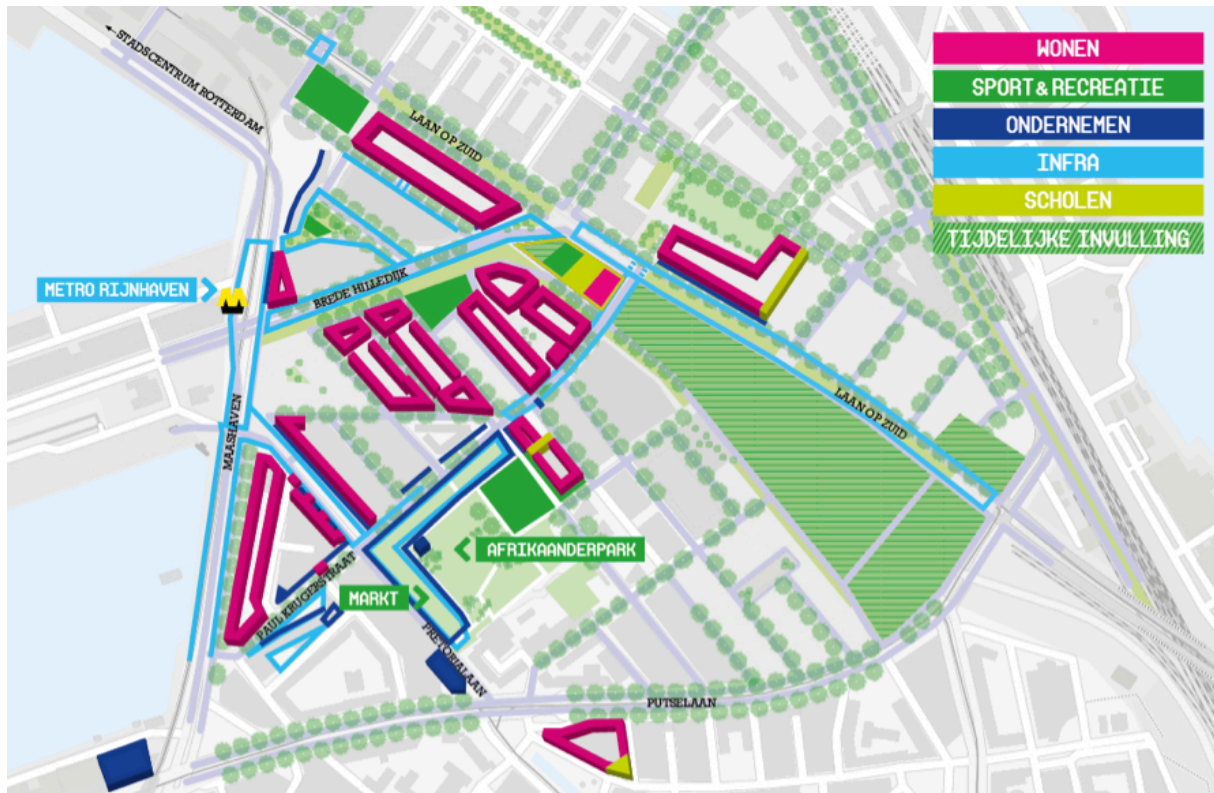 STADSCENTRUM ROTTERDAM
LAAN OP ZUID
WONEN
SPORT & RECREATIE
ONDERNEMEN
INFRA
SCHOLEN
TIJDELIJKE INVULLING
METRO RIJNHAVEN
BREDE HILLEDIJK
MAASHAVEN
LAAN OP ZUID
AFRIKAANDERPARK
MARKT
PAUL KRUGERSTRAAT
PRETORIALAAN
PUTSELAAN